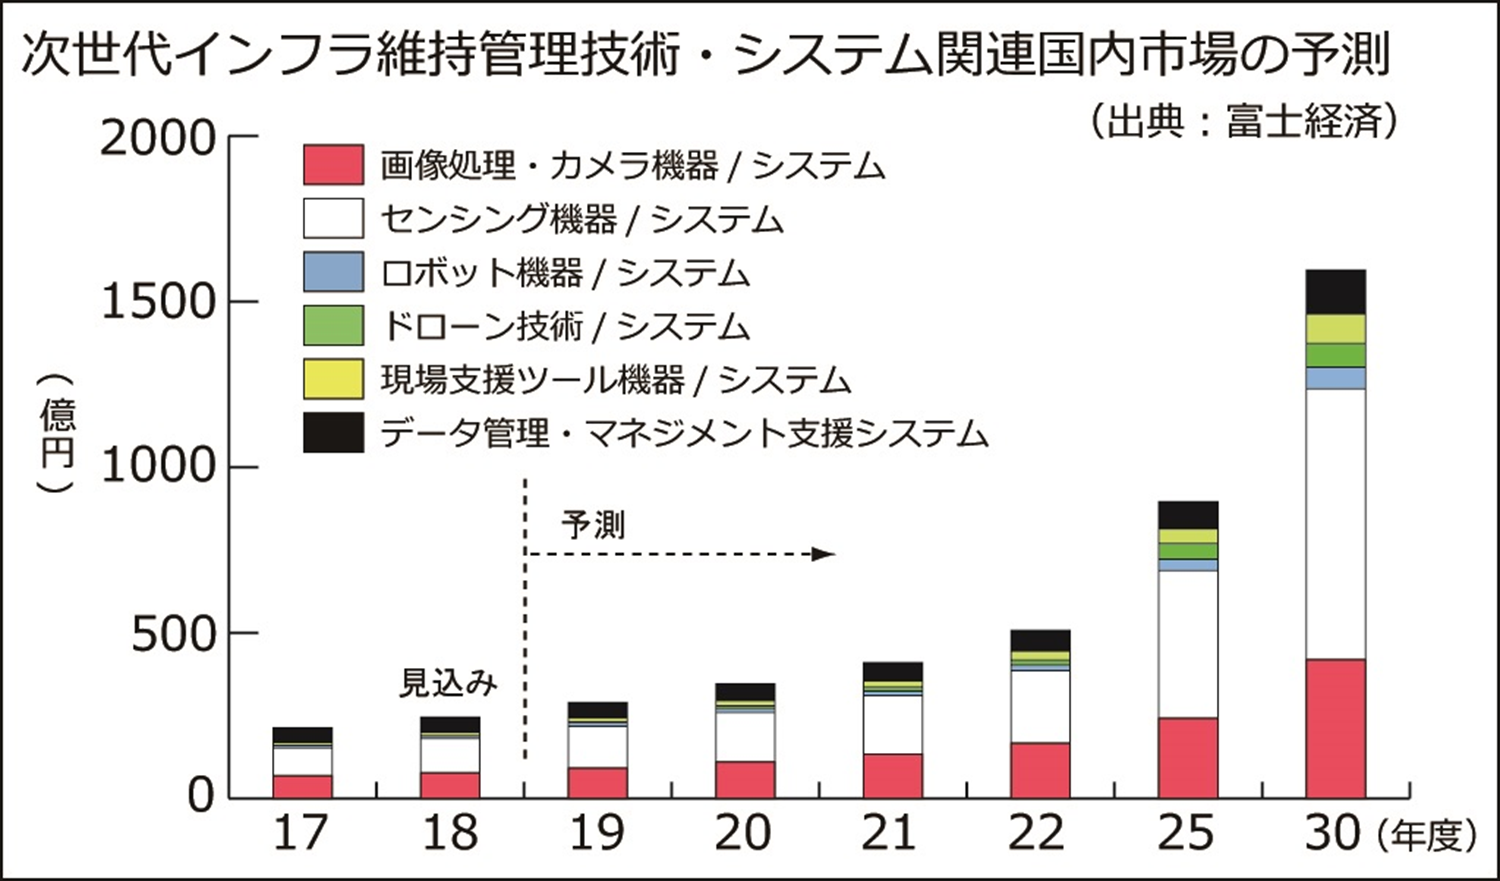 次世代インフラ維持管理技術・システム関連国内市場の予測
（出典：富士経済）
2000
1500
1000
500
0
（億円）
画像処理・カメラ機器 / システム
センシング機器 / システム
ロボット機器 / システム
ドローン技術 / システム
現場支援ツール機器 / システム
データ管理・マネジメント支援システム
予測
見込み
17 18 19 20 21 22 25 30（年度）